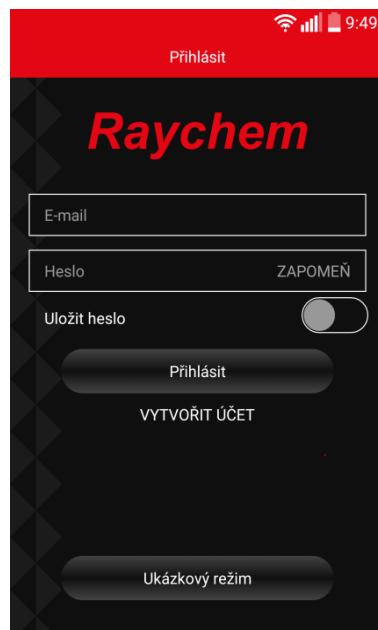 9:49
Přihlásit
Raychem
E-mail
Heslo ZAPOMEŇ
Uložit heslo
Přihlásit
VYTVOŘIT ÚČET
Ukázkový režim